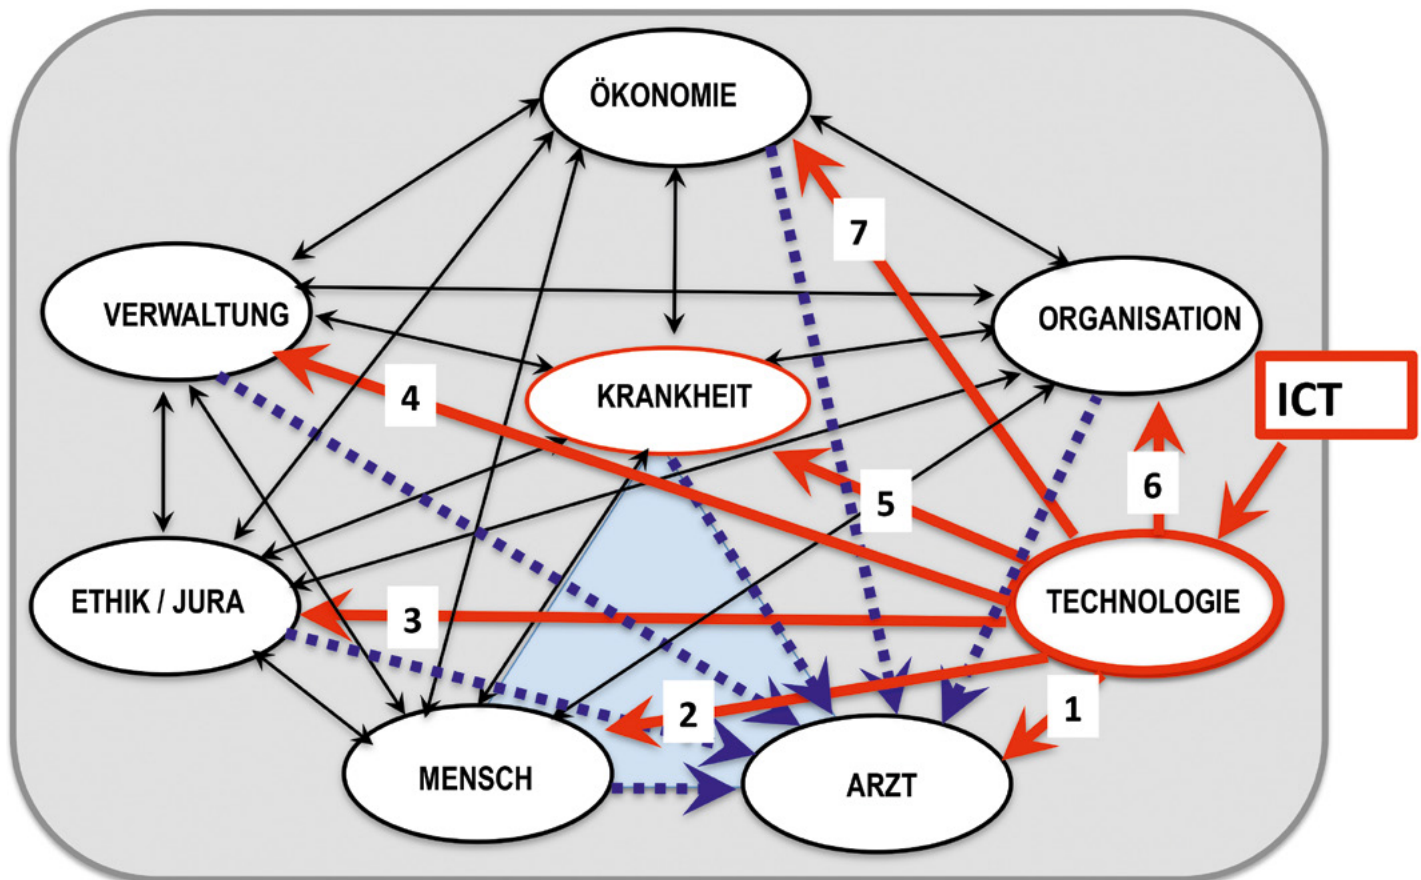 ÖKONOMIE
7
VERWALTUNG
ORGANISATION
ICT
KRANKHEIT
4
5
6
ETHIK / JURA
3
TECHNOLOGIE
2
1
MENSCH
ARZT